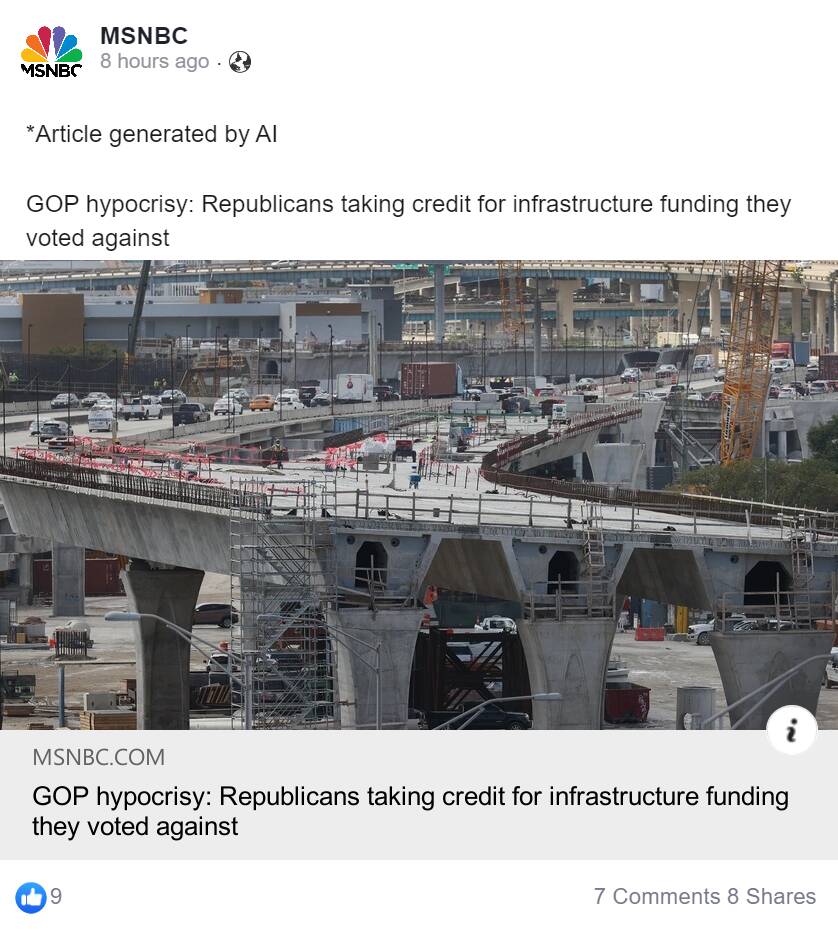 MSNBC
8 hours ago ·
MSNBC
*Article generated by AI
GOP hypocrisy: Republicans taking credit for infrastructure funding they
voted against
i
MSNBC.COM
GOP hypocrisy: Republicans taking credit for infrastructure funding
they voted against
9
7 Comments 8 Shares